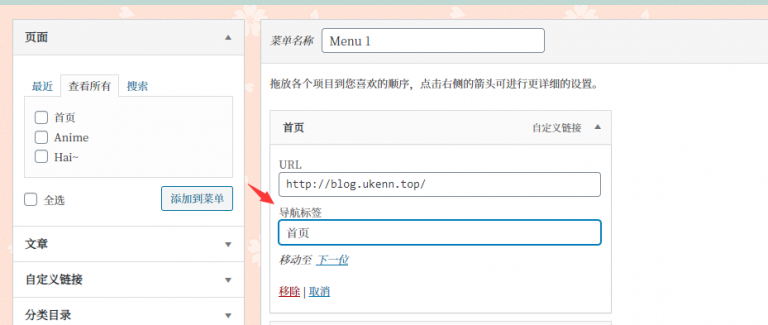 页面
最近 查看所有 搜索
首页
Anime
Hai~
全选 添加到菜单
文章
自定义链接
分类目录
菜单名称 Menu 1
拖放各个项目到您喜欢的顺序，点击右侧的箭头可进行更详细的设置。
首页 自定义链接
URL
http://blog.ukenn.top/
导航标签
首页
移动至 下一位
移除 | 取消